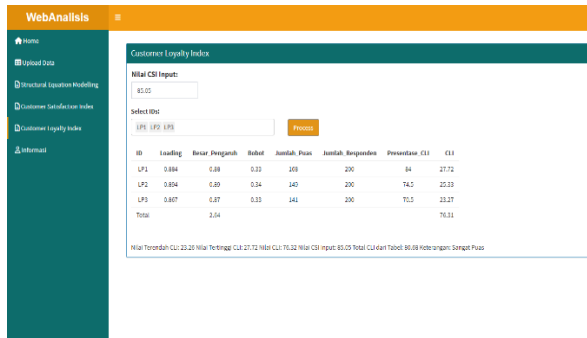 WebAnalisis
Home
Upload Data
Structural Equation Modelling
Customer Satisfaction Index
Customer Loyalty Index
Informasi
Customer Loyalty Index
Nilai CSI Input:
85.05
Select IDs:
LP1 LP2 LP3
Process
ID Loading Besar_Pengaruh Bobot Jumlah_Puas Jumlah_Responden Presentase_CLI CLI
LP1 0.884 0.88 0.33 168 200 84 27.72
LP2 0.894 0.89 0.34 149 200 74.5 25.33
LP3 0.867 0.87 0.33 141 200 70.5 23.27
Total 2.64 76.31
Nilai Terendah CLI: 23.26 Nilai Tertinggi CLI: 27.72 Nilai CLI: 76.32 Nilai CSI Input: 85.05 Total CLI dari Tabel: Keterangan: Sangat Puas